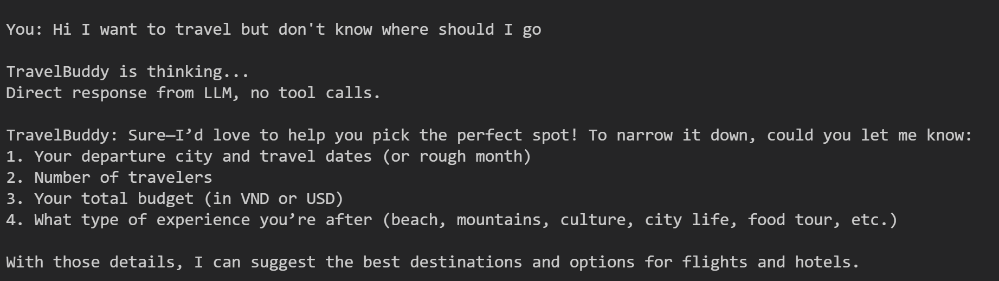 You: Hi I want to travel but don't know where should I go
TravelBuddy is thinking...
Direct response from LLM, no tool calls.
TravelBuddy: Sure—I’d love to help you pick the perfect spot! To narrow it down, could you let me know:
1. Your departure city and travel dates (or rough month)
2. Number of travelers
3. Your total budget (in VND or USD)
4. What type of experience you’re after (beach, mountains, culture, city life, food tour, etc.)
With those details, I can suggest the best destinations and options for flights and hotels.